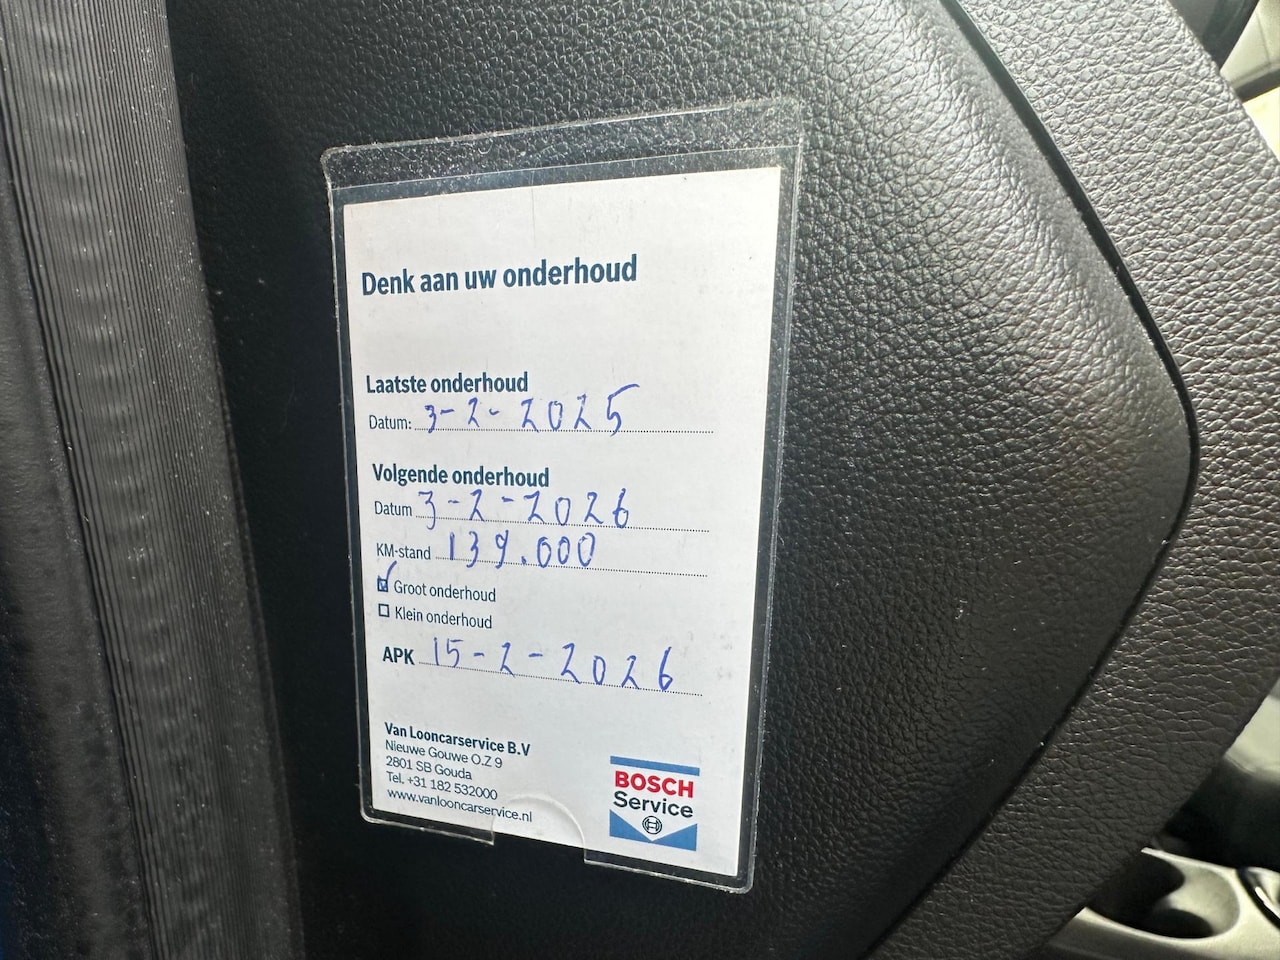 Denk aan uw onderhoud
Laatste onderhoud
Datum: 3-2-2025
Volgende onderhoud
Datum 3-2-2026
KM-stand 139.000
Groot onderhoud
Klein onderhoud
APK 15-2-2026
Van Looncarservice B.V
Nieuwe Gouwe O.Z 9
2801 SB Gouda
Tel. +31 182 532000
www.vanlooncarservice.nl
BOSCH
Service